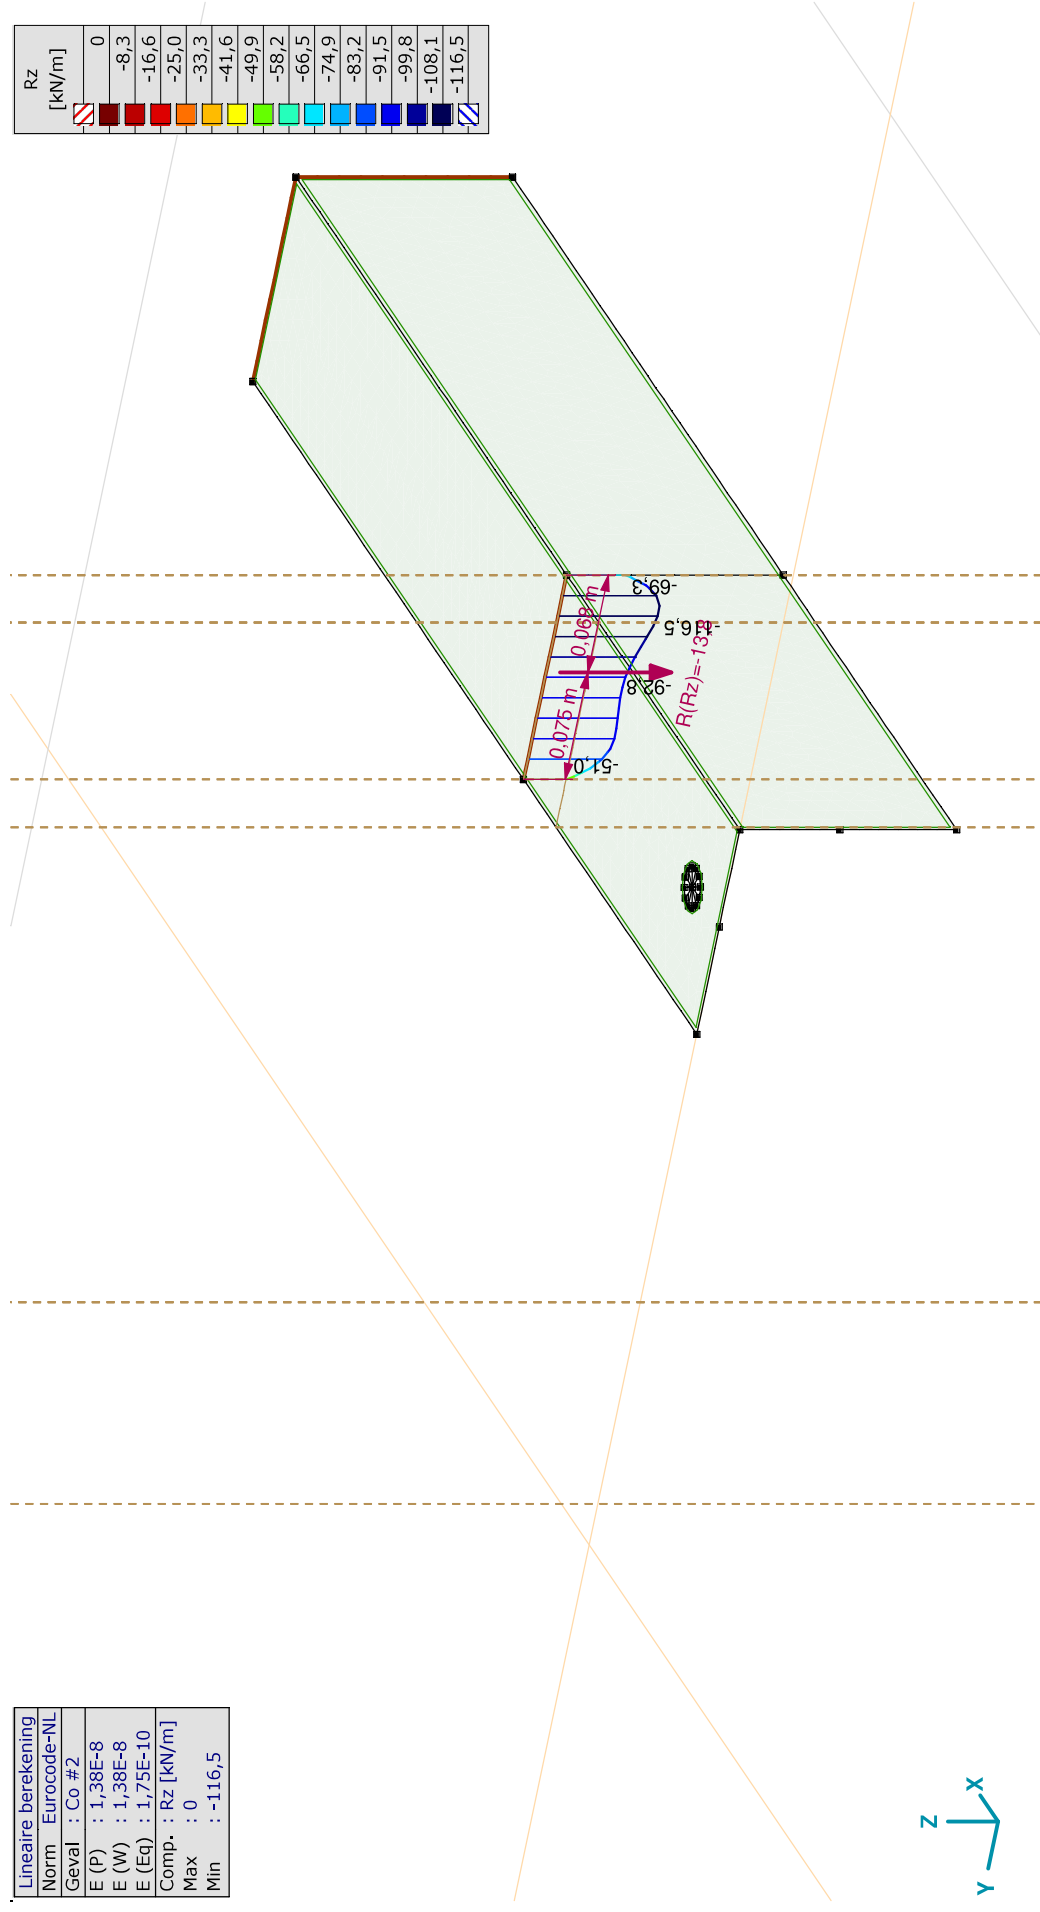 Rz
[kN/m]
0
-8,3
-16,6
-25,0
-33,3
-41,6
-49,9
-58,2
-66,5
-74,9
-83,2
-91,5
-99,8
-108,1
-116,5
-69,3
0,068 m
-116,5
-92,8
R(Rz)=-13,8
0,075 m
-51,0
Lineaire berekening
Norm Eurocode-NL
Geval : Co #2
E (P) : 1,38E-8
E (W) : 1,38E-8
E (Eq) : 1,75E-10
Comp. : Rz [kN/m]
Max : 0
Min : -116,5
Z
X
Y